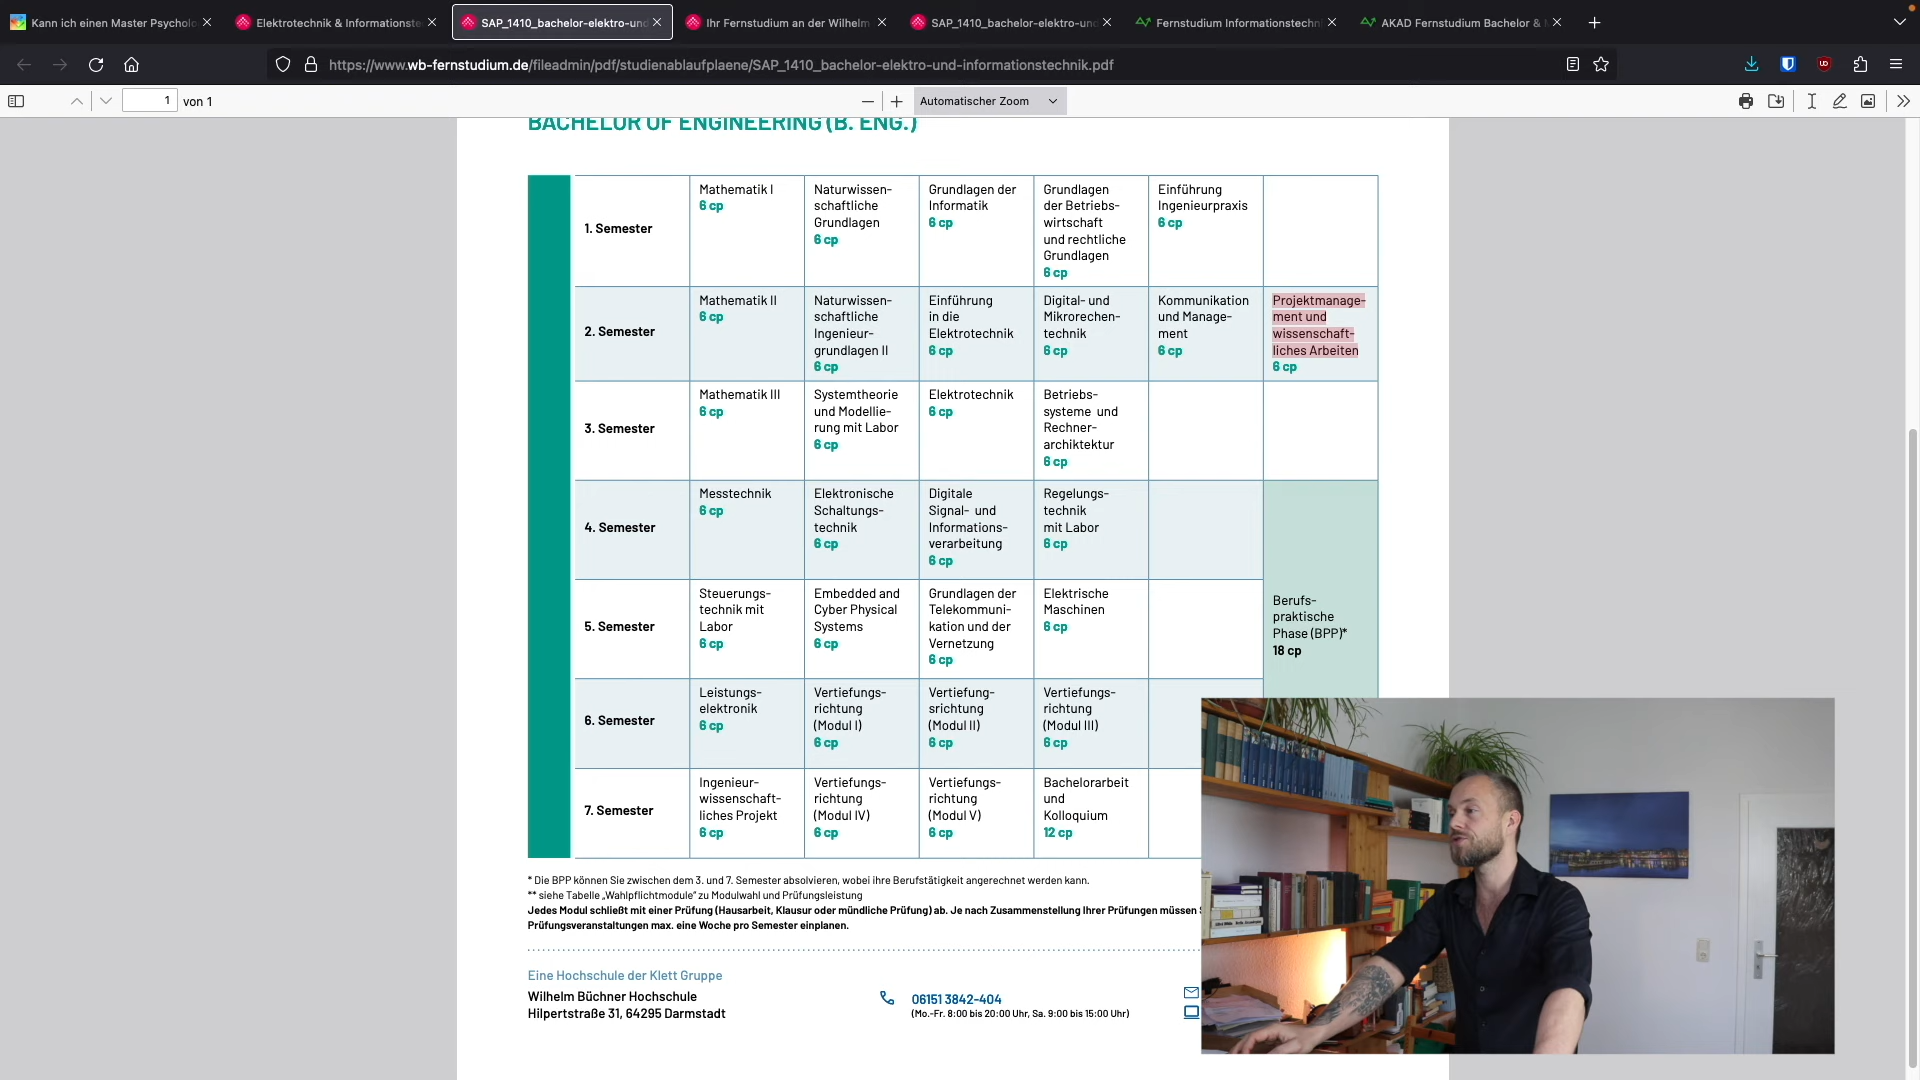 Kann ich einen Master Psycholo
Elektrotechnik & Informationste
SAP_1410_bachelor-elektro-und
Ihr Fernstudium an der Wilhelm
SAP_1410_bachelor-elektro-und
Fernstudium Informationstechn
AKAD Fernstudium Bachelor & M
https://www.wb-fernstudium.de/fileadmin/pdf/studienablaufplaene/SAP_1410_bachelor-elektro-und-informationstechnik.pdf
1 von 1
Automatischer Zoom
BACHELOR OF ENGINEERING (B. ENG.)
1. Semester
Mathematik I
6 cp
Naturwissen-
schaftliche
Grundlagen
6 cp
Grundlagen der
Informatik
6 cp
Grundlagen
der Betriebs-
wirtschaft
und rechtliche
Grundlagen
6 cp
Einführung
Ingenieurpraxis
6 cp
2. Semester
Mathematik II
6 cp
Naturwissen-
schaftliche
Ingenieur-
grundlagen II
6 cp
Einführung
in die
Elektrotechnik
6 cp
Digital- und
Mikrorechen-
technik
6 cp
Kommunikation
und Manage-
ment
6 cp
Projektmanage-
ment und
wissenschaft-
liches Arbeiten
6 cp
3. Semester
Mathematik III
6 cp
Systemtheorie
und Modellie-
rung mit Labor
6 cp
Elektrotechnik
6 cp
Betriebs-
systeme und
Rechner-
archiktektur
6 cp
4. Semester
Messtechnik
6 cp
Elektronische
Schaltungs-
technik
6 cp
Digitale
Signal- und
Informations-
verarbeitung
6 cp
Regelungs-
technik
mit Labor
6 cp
Berufs-
praktische
Phase (BPP)*
18 cp
5. Semester
Steuerungs-
technik mit
Labor
6 cp
Embedded and
Cyber Physical
Systems
6 cp
Grundlagen der
Telekommuni-
kation und der
Vernetzung
6 cp
Elektrische
Maschinen
6 cp
6. Semester
Leistungs-
elektronik
6 cp
Vertiefungs-
richtung
(Modul I)
6 cp
Vertiefung-
srichtung
(Modul II)
6 cp
Vertiefungs-
richtung
(Modul III)
6 cp
7. Semester
Ingenieur-
wissenschaft-
liches Projekt
6 cp
Vertiefungs-
richtung
(Modul IV)
6 cp
Vertiefungs-
richtung
(Modul V)
6 cp
Bachelorarbeit
und
Kolloquium
12 cp
* Die BPP können Sie zwischen dem 3. und 7. Semester absolvieren, wobei ihre Berufstätigkeit angerechnet werden kann.
** siehe Tabelle „Wahlpflichtmodule“ zu Modulwahl und Prüfungsleistung
Jedes Modul schließt mit einer Prüfung (Hausarbeit, Klausur oder mündliche Prüfung) ab. Je nach Zusammenstellung Ihrer Prüfungen müssen S
Prüfungsveranstaltungen max. eine Woche pro Semester einplanen.
Eine Hochschule der Klett Gruppe
Wilhelm Büchner Hochschule
Hilpertstraße 31, 64295 Darmstadt
06151 3842-404
(Mo.-Fr. 8:00 bis 20:00 Uhr, Sa. 9:00 bis 15:00 Uhr)